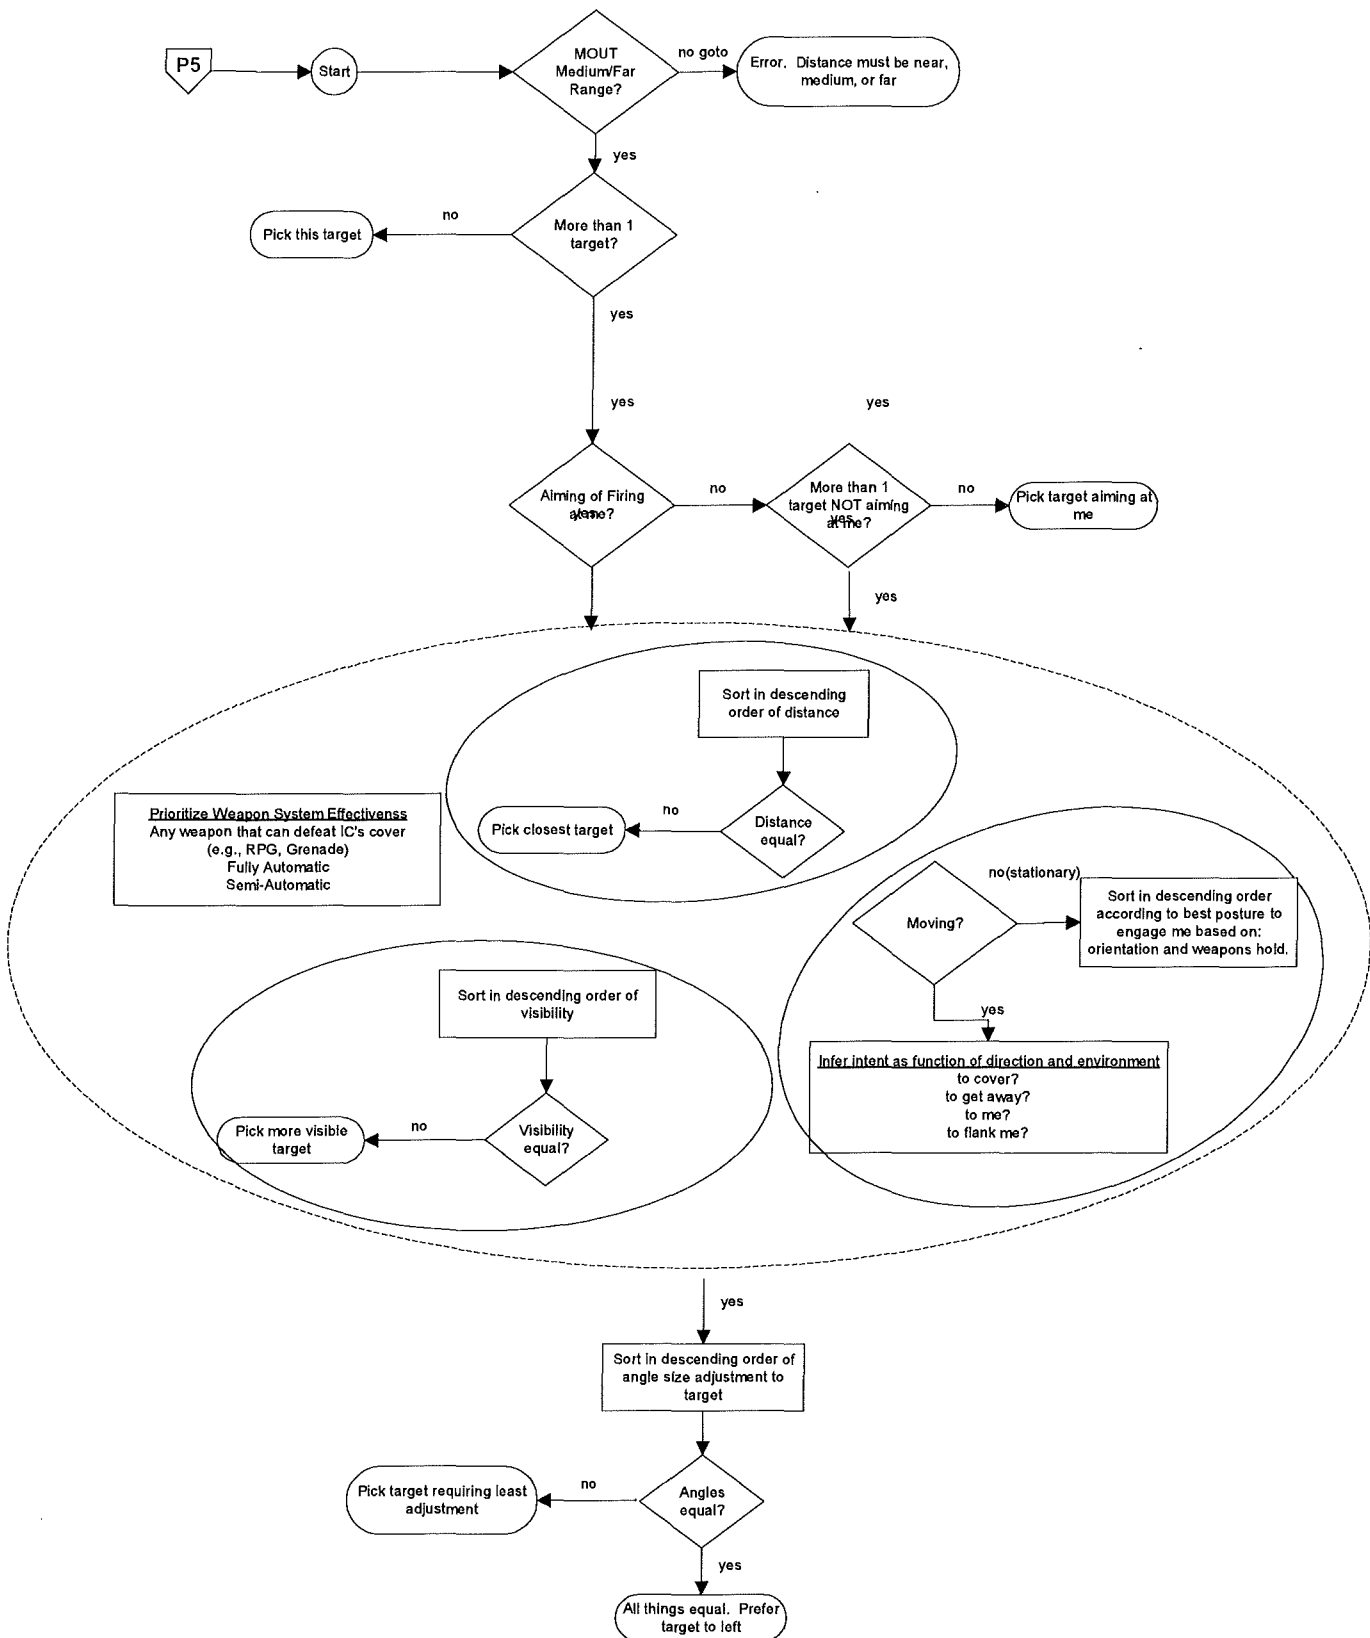 P5
Start
MOUT
Medium/Far
Range?
no goto
Error.  Distance must be near,
medium, or far
yes
More than 1
target?
no
Pick this target
yes
yes
yes
Aiming of Firing
at me?
yes
no
More than 1
target NOT aiming
at me?
yes
no
Pick target aiming at
me
yes
Sort in descending
order of distance
Distance
equal?
no
Pick closest target
Prioritize Weapon System Effectivenss
Any weapon that can defeat IC's cover
(e.g., RPG, Grenade)
Fully Automatic
Semi-Automatic
Moving?
no(stationary)
Sort in descending order
according to best posture to
engage me based on:
orientation and weapons hold.
yes
Infer intent as function of direction and environment
to cover?
to get away?
to me?
to flank me?
Sort in descending order of
visibility
Visibility
equal?
no
Pick more visible
target
yes
Sort in descending order of
angle size adjustment to
target
Angles
equal?
no
Pick target requiring least
adjustment
yes
All things equal.  Prefer
target to left